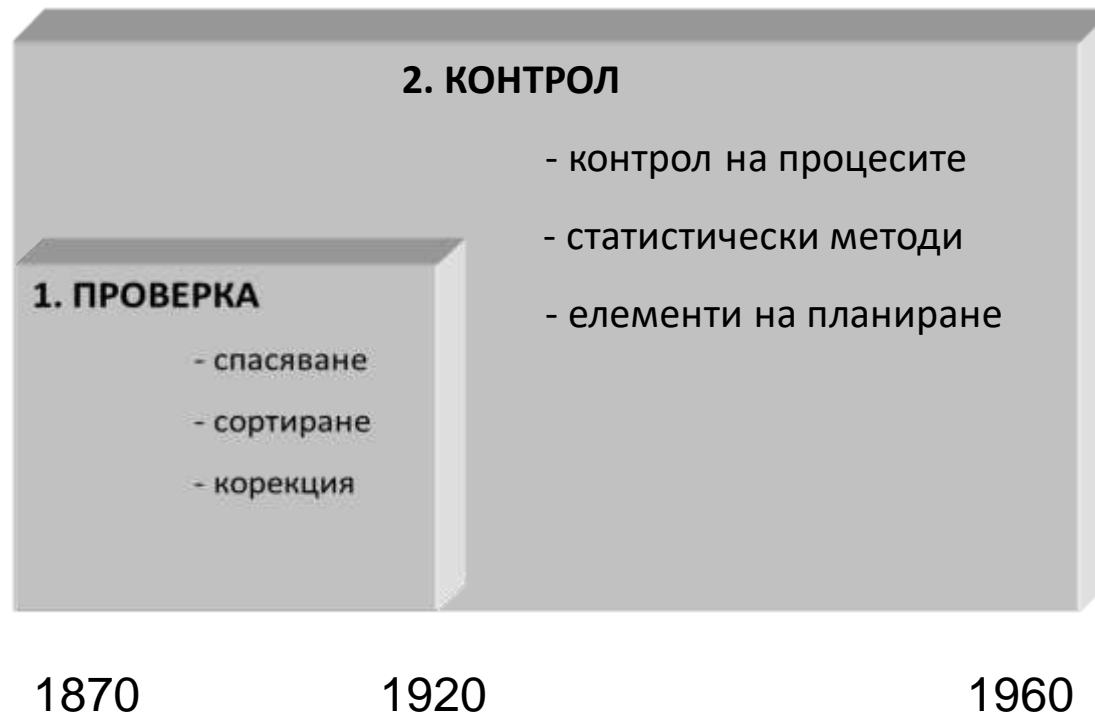 2. КОНТРОЛ
- контрол на процесите
- статистически методи
- елементи на планиране
1. ПРОВЕРКА
- спасяване
- сортиране
- корекция
1870 1920 1960